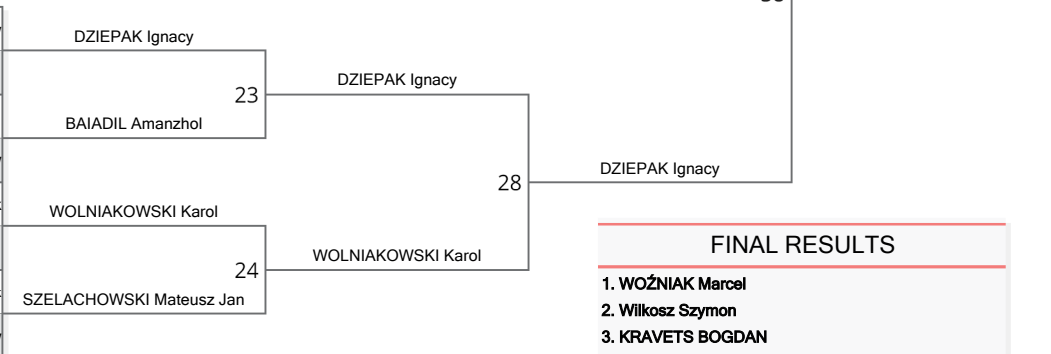 DZIEPAK Ignacy
23
DZIEPAK Ignacy
BAIADIL Amanzhol
28
DZIEPAK Ignacy
WOLNIAKOWSKI Karol
24
WOLNIAKOWSKI Karol
SZELACHOWSKI Mateusz Jan
FINAL RESULTS
1. WOŹNIAK Marcel
2. Wilkosz Szymon
3. KRAVETS BOGDAN